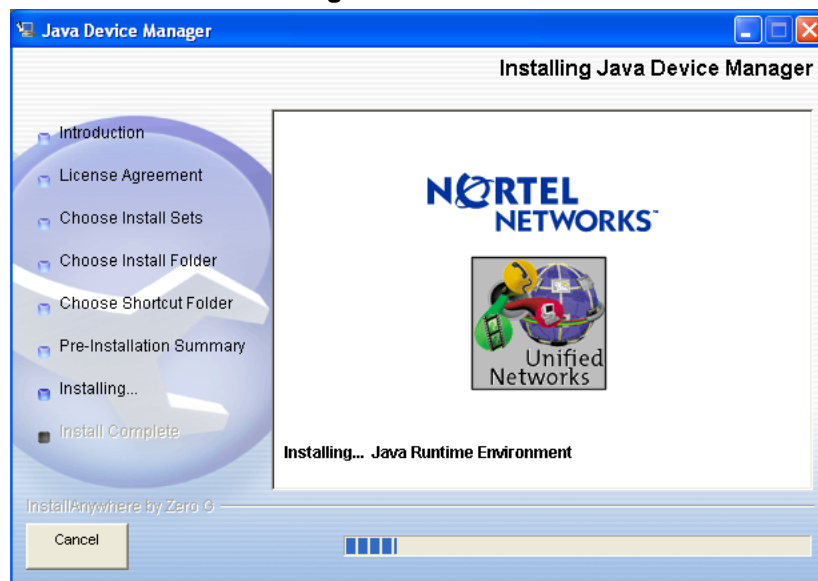 Java Device Manager
Installing Java Device Manager
Introduction
License Agreement
Choose Install Sets
Choose Install Folder
Choose Shortcut Folder
Pre-Installation Summary
Installing...
Install Complete
NORTEL
NETWORKS™
Unified
Networks
Installing... Java Runtime Environment
InstallAnywhere by Zero G
Cancel